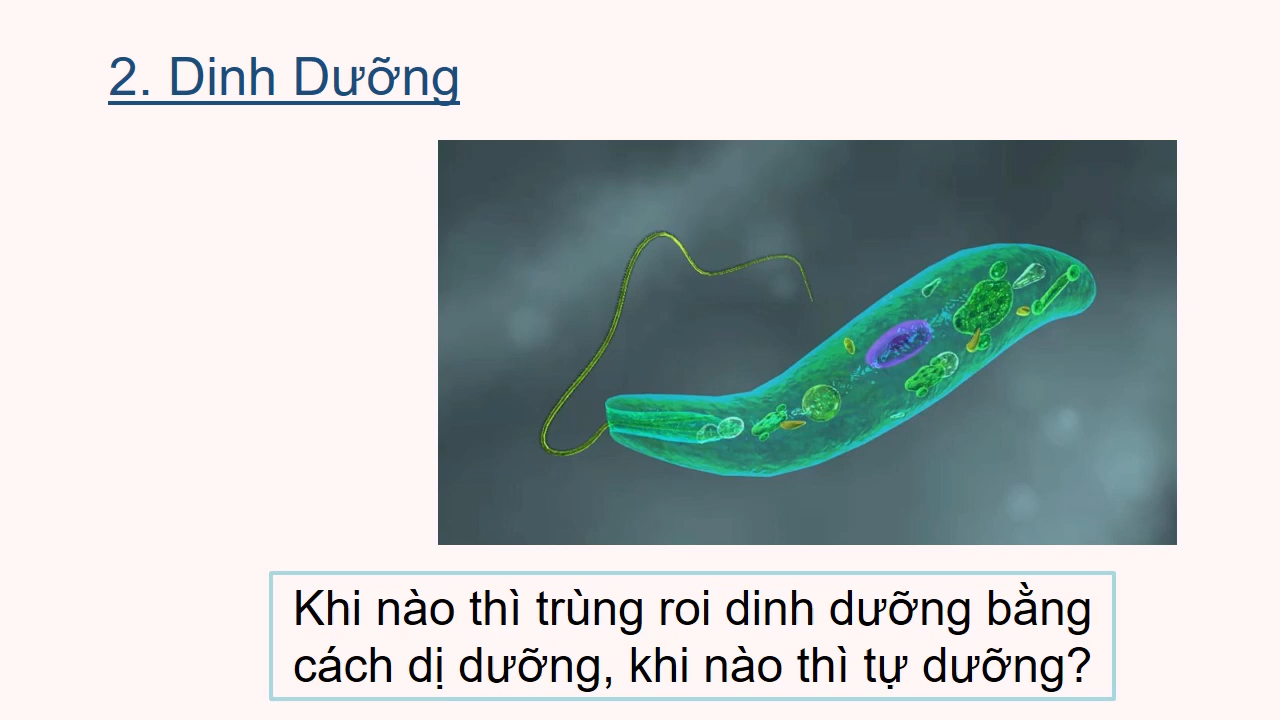 2. Dinh Dưỡng
Khi nào thì trùng roi dinh dưỡng bằng
cách dị dưỡng, khi nào thì tự dưỡng?